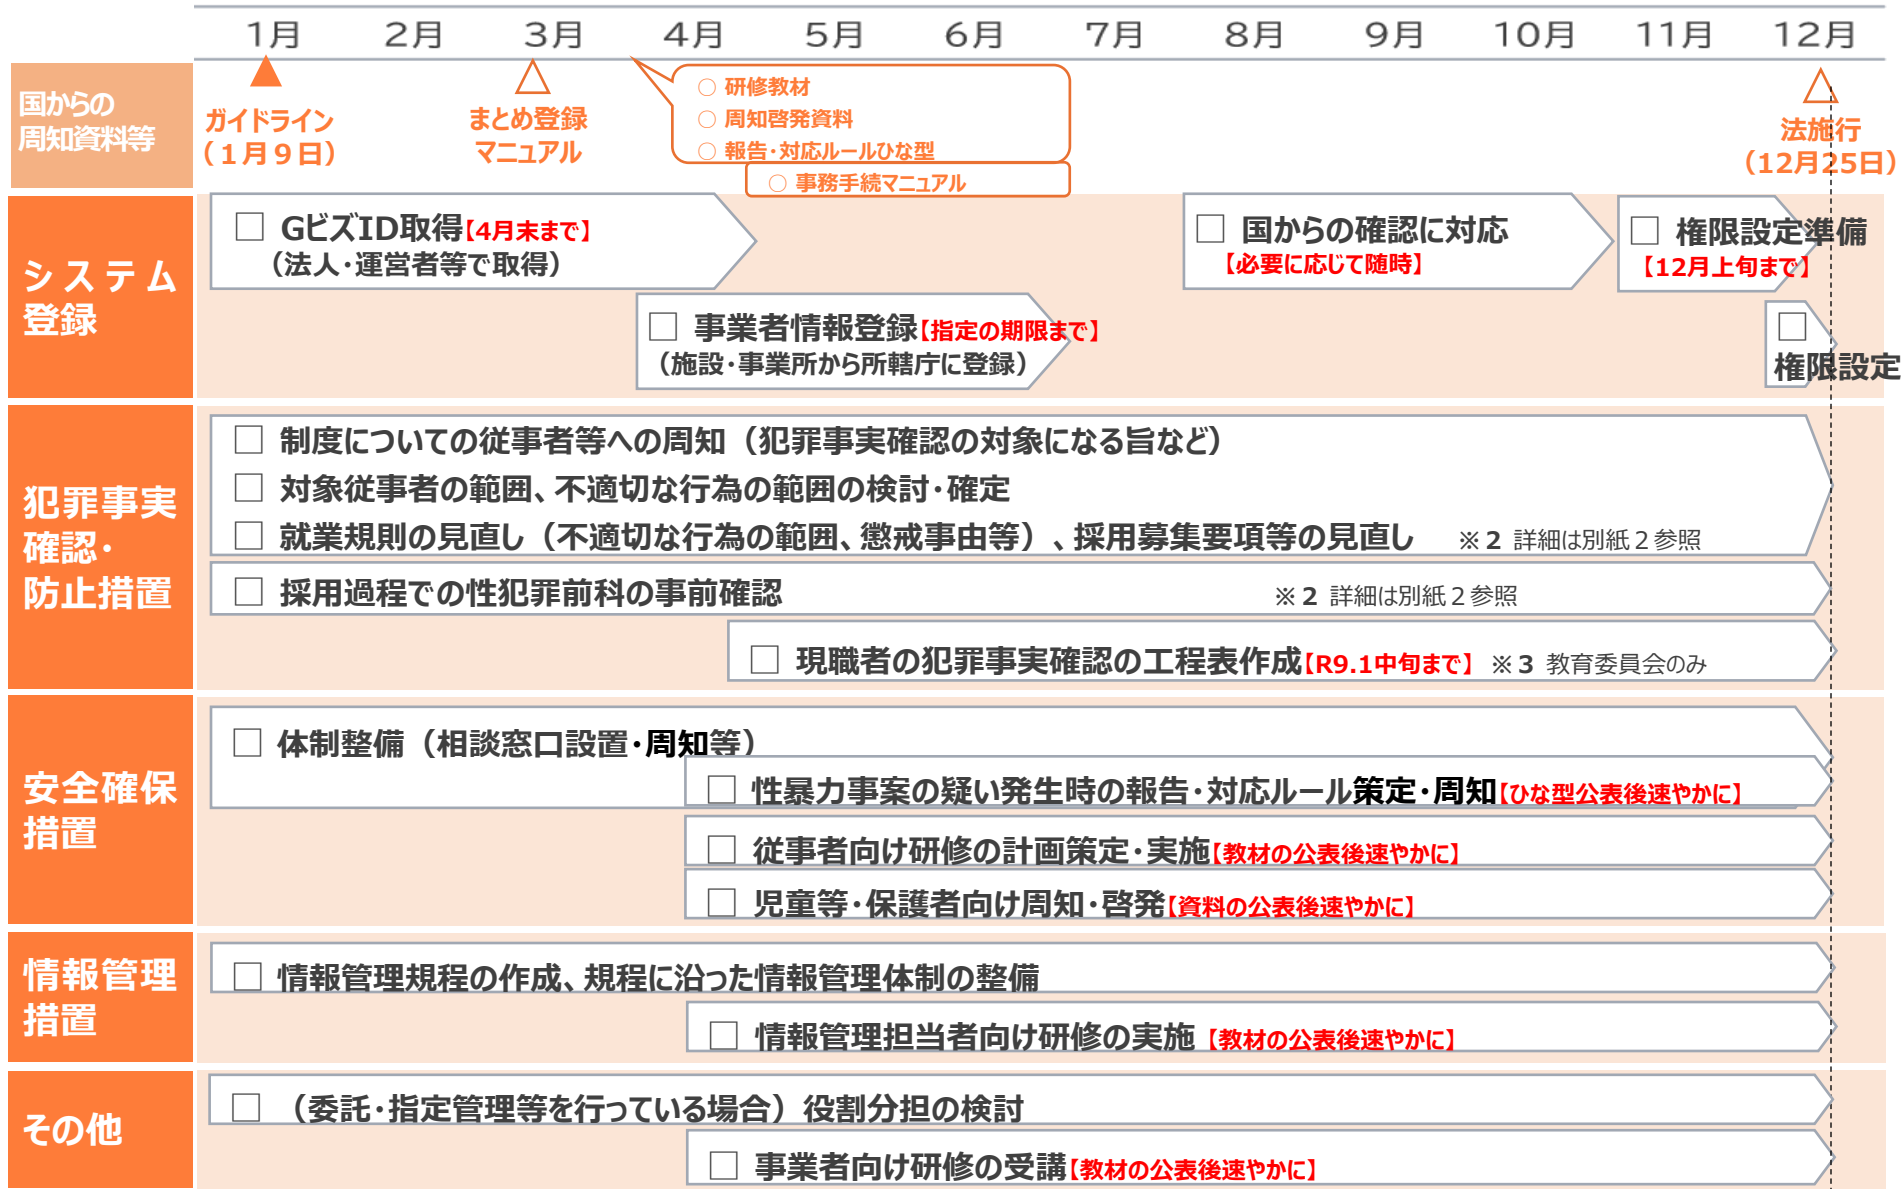 1月 2月 3月 4月 5月 6月 7月 8月 9月 10月 11月 12月
国からの
周知資料等
ガイドライン
（１月９日）
まとめ登録
マニュアル
○ 研修教材
○ 周知啓発資料
○ 報告・対応ルールひな型
○ 事務手続マニュアル
法施行
（12月25日）
システム
登録
□ GビズID取得【4月末まで】
（法人・運営者等で取得）
□ 国からの確認に対応
【必要に応じて随時】
□ 権限設定準備
【12月上旬まで】
□ 事業者情報登録【指定の期限まで】
（施設・事業所から所轄庁に登録）
□
権限設定
犯罪事実
確認・
防止措置
□ 制度についての従事者等への周知（犯罪事実確認の対象になる旨など）
□ 対象従事者の範囲、不適切な行為の範囲の検討・確定
□ 就業規則の見直し（不適切な行為の範囲、懲戒事由等）、採用募集要項等の見直し ※２ 詳細は別紙２参照
□ 採用過程での性犯罪前科の事前確認 ※２ 詳細は別紙２参照
□ 現職者の犯罪事実確認の工程表作成【R9.1中旬まで】 ※３ 教育委員会のみ
安全確保
措置
□ 体制整備（相談窓口設置・周知等）
□ 性暴力事案の疑い発生時の報告・対応ルール策定・周知【ひな型公表後速やかに】
□ 従事者向け研修の計画策定・実施【教材の公表後速やかに】
□ 児童等・保護者向け周知・啓発【資料の公表後速やかに】
情報管理
措置
□ 情報管理規程の作成、規程に沿った情報管理体制の整備
□ 情報管理担当者向け研修の実施【教材の公表後速やかに】
その他
□ （委託・指定管理等を行っている場合）役割分担の検討
□ 事業者向け研修の受講【教材の公表後速やかに】